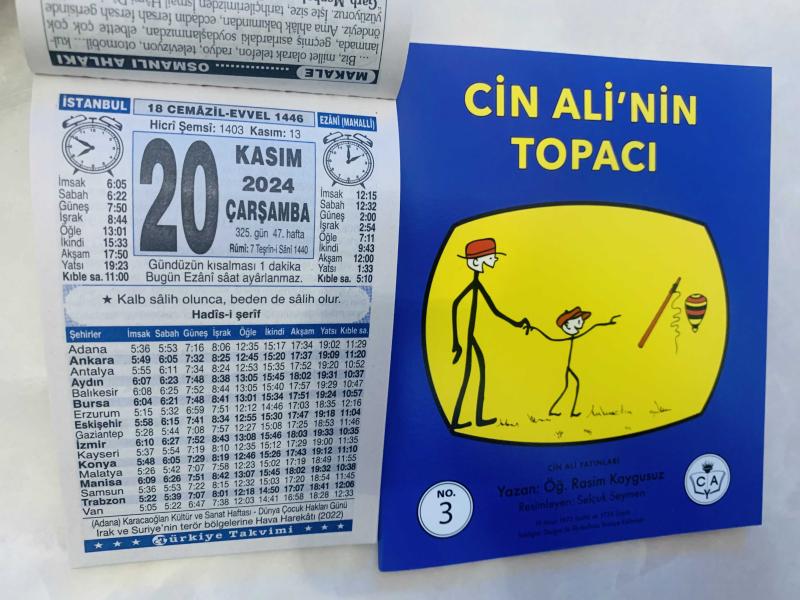 ... Biz, millet olarak telefon, radyo, televizyon, otomobil... kul-
lanmada, geçmiş asırlardaki soydaşlarımızdan, elbette çok çok
öndeyiz. Ama ahlâk bakımından, ecdâdın fersah fersah gerisinde
MAKALE ............ OSMANLI AHLÂKI
İSTANBUL
18 CEMÂZİL-EVVEL 1446
Hicrî Şemsî: 1403 Kasım: 13
EZÂNÎ (MAHALLÎ)
20
KASIM
2024
ÇARŞAMBA
325. gün 47. hafta
Rûmî: 7 Teşrîn-i Sânî 1440
İmsak 6:05
Sabah 6:22
Güneş 7:50
İşrak 8:44
Öğle 13:01
İkindi 15:33
Akşam 17:50
Yatsı 19:23
Kıble sa. 11:00
İmsak 12:15
Sabah 12:32
Güneş 2:00
İşrak 2:54
Öğle 7:11
İkindi 9:43
Akşam 12:00
Yatsı 1:33
Kıble sa. 5:10
Gündüzün kısalması 1 dakika
Bugün Ezânî sâat ayârlanmaz.
★ Kalb sâlih olunca, beden de sâlih olur.
Hadîs-i şerîf
Şehirler İmsak Sabah Güneş İşrak Öğle İkindi Akşam Yatsı Kıble sa.
Adana 5:36 5:53 7:16 8:06 12:35 15:17 17:34 19:02 11:29
Ankara 5:49 6:05 7:32 8:25 12:45 15:20 17:37 19:09 11:20
Antalya 5:55 6:11 7:34 8:24 12:53 15:35 17:52 19:20 10:52
Aydın 6:07 6:23 7:48 8:38 13:05 15:45 18:02 19:31 10:37
Balıkesir 6:08 6:25 7:52 8:44 13:05 15:40 17:57 19:29 10:47
Bursa 6:04 6:21 7:48 8:41 13:01 15:34 17:51 19:24 10:57
Erzurum 5:15 5:32 6:59 7:51 12:12 14:46 17:03 18:35 12:16
Eskişehir 5:58 6:15 7:41 8:34 12:55 15:30 17:47 19:18 11:04
Gaziantep 5:28 5:44 7:08 7:57 12:27 15:08 17:25 18:53 11:46
İzmir 6:10 6:27 7:52 8:43 13:08 15:46 18:03 19:33 10:35
Kayseri 5:37 5:54 7:19 8:10 12:35 15:12 17:29 19:00 11:35
Konya 5:48 6:05 7:29 8:19 12:46 15:26 17:43 19:12 11:10
Malatya 5:26 5:42 7:07 7:58 12:23 15:02 17:19 18:49 11:55
Manisa 6:09 6:26 7:51 8:42 13:07 15:45 18:02 19:32 10:38
Samsun 5:36 5:53 7:22 8:15 12:32 15:03 17:20 18:54 11:45
Trabzon 5:22 5:39 7:07 8:01 12:18 14:50 17:07 18:41 12:06
Van 5:05 5:22 6:47 7:38 12:03 14:41 16:58 18:28 12:33
(Adana) Karacaoğlan Kültür ve Sanat Haftası - Dünya Çocuk Hakları Günü
Irak ve Suriye'nin terör bölgelerine Hava Harekâtı (2022)
Türkiye Takvimi
CİN ALİ'NİN
TOPACI
CİN ALİ YAYINLARI
Yazan: Öğ. Rasim Kaygusuz
Resimleyen: Selçuk Seymen
NO.
3
C A